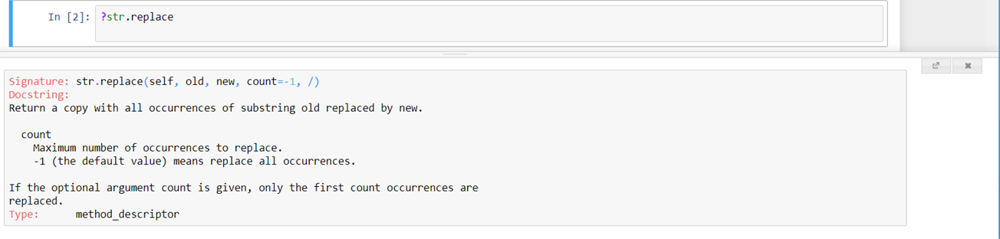 In [2]: ?str.replace
Signature: str.replace(self, old, new, count=-1, /)
Docstring:
Return a copy with all occurrences of substring old replaced by new.
count
Maximum number of occurrences to replace.
-1 (the default value) means replace all occurrences.
If the optional argument count is given, only the first count occurrences are
replaced.
Type: method_descriptor